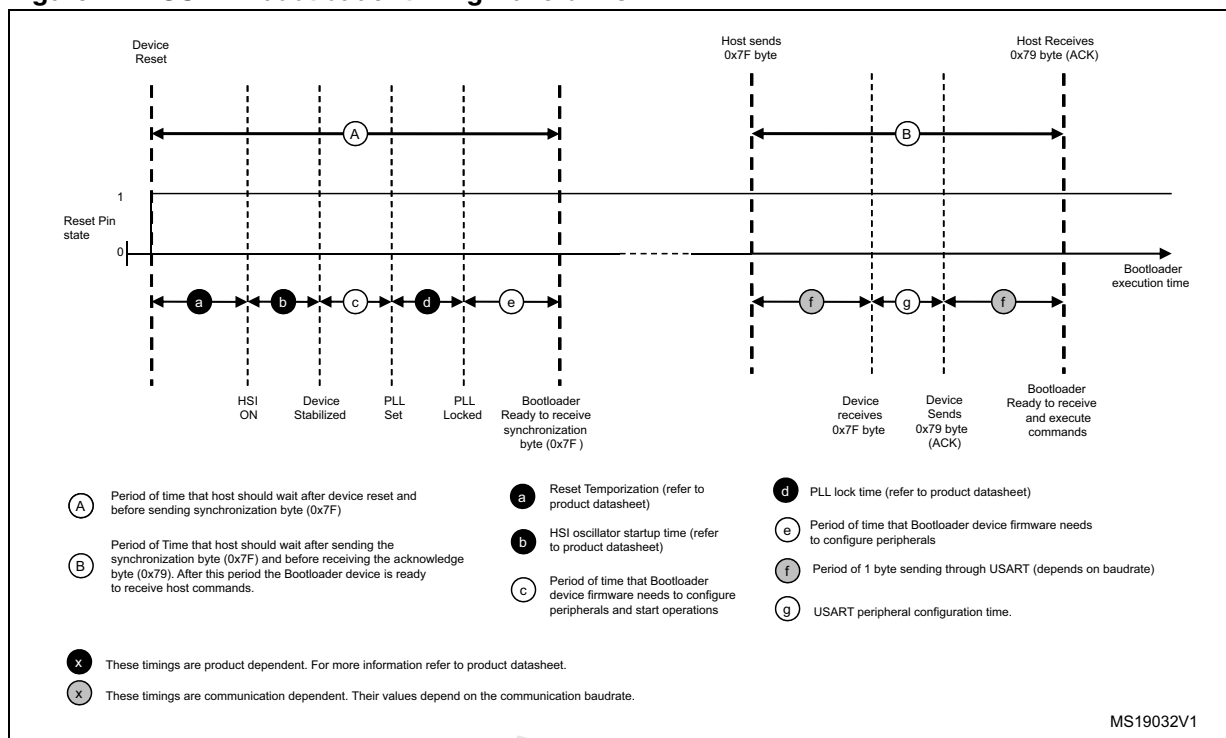 Device
Reset
Host sends
0x7F byte
Host Receives
0x79 byte (ACK)
A
B
1
Reset Pin
state
0
Bootloader
execution time
a
b
c
d
e
f
g
f
HSI
ON
Device
Stabilized
PLL
Set
PLL
Locked
Bootloader
Ready to receive
synchronization
byte (0x7F )
Device
receives
0x7F byte
Device
Sends
0x79 byte
(ACK)
Bootloader
Ready to receive
and execute
commands
A Period of time that host should wait after device reset and
before sending synchronization byte (0x7F)
B Period of Time that host should wait after sending the
synchronization byte (0x7F) and before receiving the acknowledge
byte (0x79). After this period the Bootloader device is ready
to receive host commands.
a Reset Temporization (refer to
product datasheet)
b HSI oscillator startup time (refer
to product datasheet)
c Period of time that Bootloader
device firmware needs to configure
peripherals and start operations
d PLL lock time (refer to product datasheet)
e Period of time that Bootloader device firmware needs
to configure peripherals
f Period of 1 byte sending through USART (depends on baudrate)
g USART peripheral configuration time.
x These timings are product dependent. For more information refer to product datasheet.
x These timings are communication dependent. Their values depend on the communication baudrate.
MS19032V1